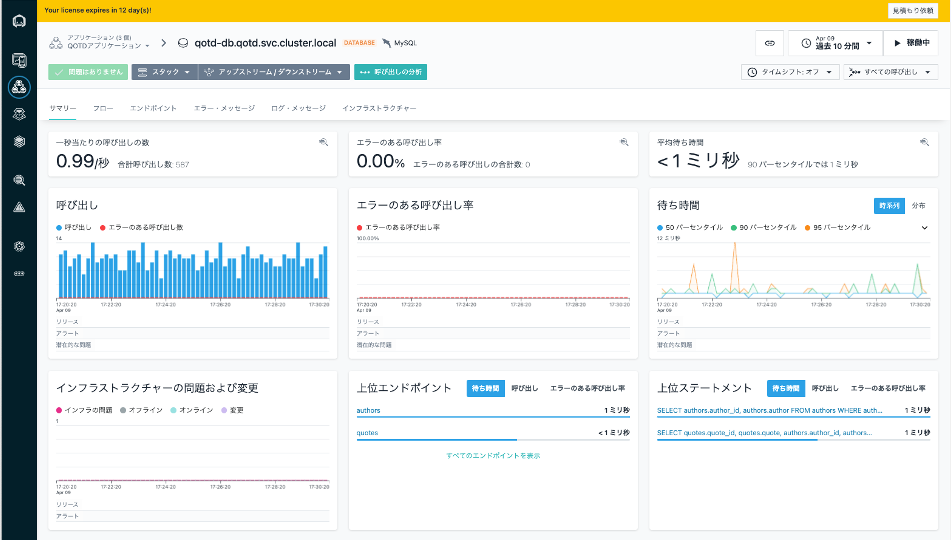 Your license expires in 12 day(s)!
見積もり依頼
アプリケーション (3 個)
QOTDアプリケーション
qotd-db.qotd.svc.cluster.local DATABASE MySQL
Apr 09
過去 10 分間
稼働中
問題はありません
スタック
アップストリーム / ダウンストリーム
呼び出しの分析
タイムシフト: オフ
すべての呼び出し
サマリー フロー エンドポイント エラー・メッセージ ログ・メッセージ インフラストラクチャー
一秒当たりの呼び出しの数
0.99/秒 合計呼び出し数: 587
エラーのある呼び出し率
0.00% エラーのある呼び出しの合計数: 0
平均待ち時間
< 1 ミリ秒 90 パーセンタイルでは 1 ミリ秒
呼び出し
呼び出し エラーのある呼び出し数
14
17:20:20 17:22:20 17:24:20 17:26:20 17:28:20 17:30:20
Apr 09
リリース
アラート
潜在的な問題
エラーのある呼び出し率
エラーのある呼び出し率
100.00%
17:20:20 17:22:20 17:24:20 17:26:20 17:28:20 17:30:20
Apr 09
リリース
アラート
潜在的な問題
待ち時間 時系列 分布
50 パーセンタイル 90 パーセンタイル 95 パーセンタイル
12 ミリ秒
17:20:20 17:22:20 17:24:20 17:26:20 17:28:20 17:30:20
Apr 09
リリース
アラート
潜在的な問題
インフラストラクチャーの問題および変更
インフラの問題 オフライン オンライン 変更
1
17:20:20 17:22:20 17:24:20 17:26:20 17:28:20 17:30:20
Apr 09
リリース
アラート
上位エンドポイント 待ち時間 呼び出し エラーのある呼び出し率
authors 1 ミリ秒
quotes < 1 ミリ秒
すべてのエンドポイントを表示
上位ステートメント 待ち時間 呼び出し エラーのある呼び出し率
SELECT authors.author_id, authors.author FROM authors WHERE auth... 1 ミリ秒
SELECT quotes.quote_id, quotes.quote, authors.author_id, authors... 1 ミリ秒